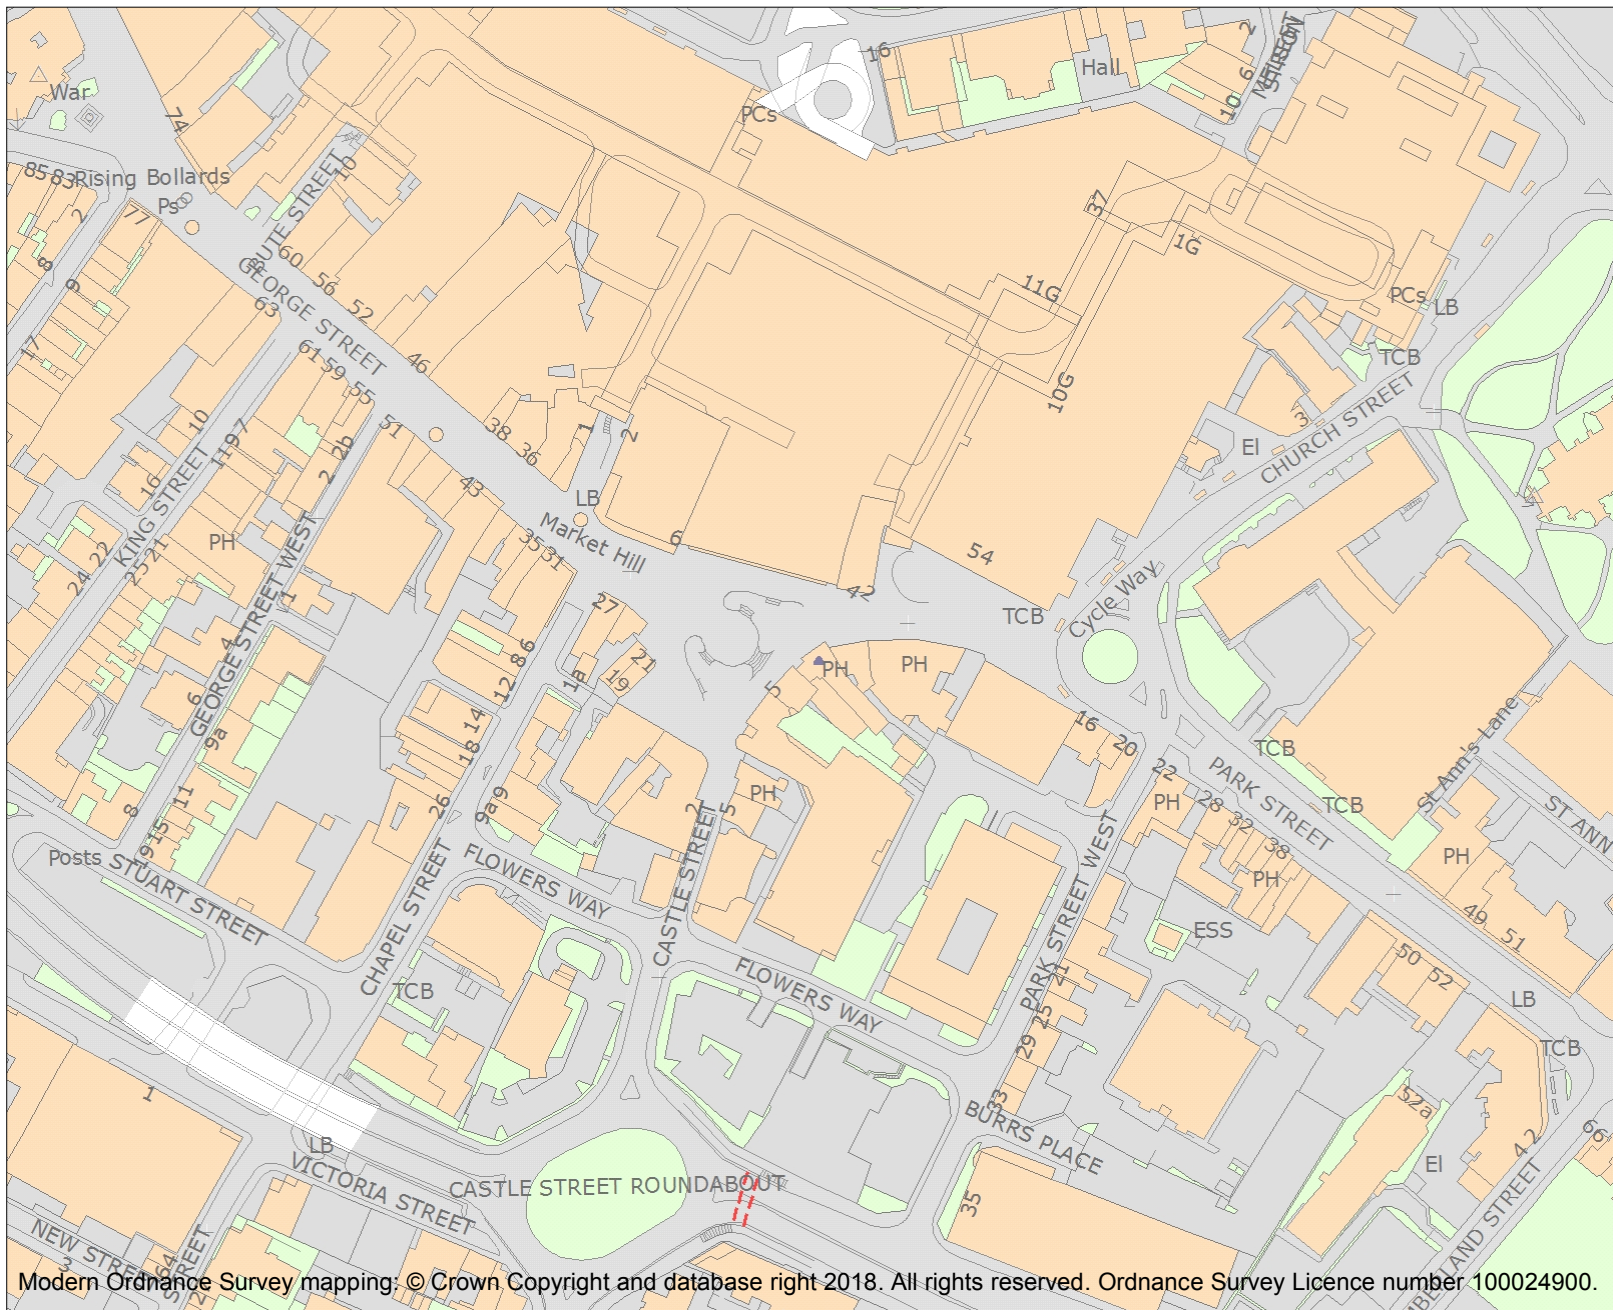 16
Hall
2
6
10
MELSON
STREET
War
74
PCs
85
83
Rising Bollards
Ps
2
77
10
BUTE STREET
8
9
17
60
56
52
GEORGE STREET
63
61
59
55
46
51
37
1G
11G
10G
PCs
LB
TCB
3
CHURCH STREET
El
38
36
1
2
LB
Market Hill
6
42
54
TCB
Cycle Way
43
35
31
27
10
7
9
11
16
KING STREET
2b
2
PH
22
24
21
25
GEORGE STREET WEST
1
4
6
9a
11
15
19
8
6
8
12
14
18
26
1a
21
19
5
PH
PH
16
20
22
PH
28
32
38
PH
PARK STREET
TCB
TCB
St Ann's Lane
ST ANN
PH
49
51
9
9a
2
5
PH
CASTLE STREET
Posts
STUART STREET
CHAPEL STREET
FLOWERS WAY
FLOWERS WAY
TCB
PARK STREET WEST
21
25
29
33
ESS
50
52
LB
TCB
52a
El
4
2
66
BURRS PLACE
35
1
LB
VICTORIA STREET
CASTLE STREET ROUNDABOUT
NEW STREET
3
64
STREET
2
Modern Ordnance Survey mapping: © Crown Copyright and database right 2018. All rights reserved. Ordnance Survey Licence number 100024900.